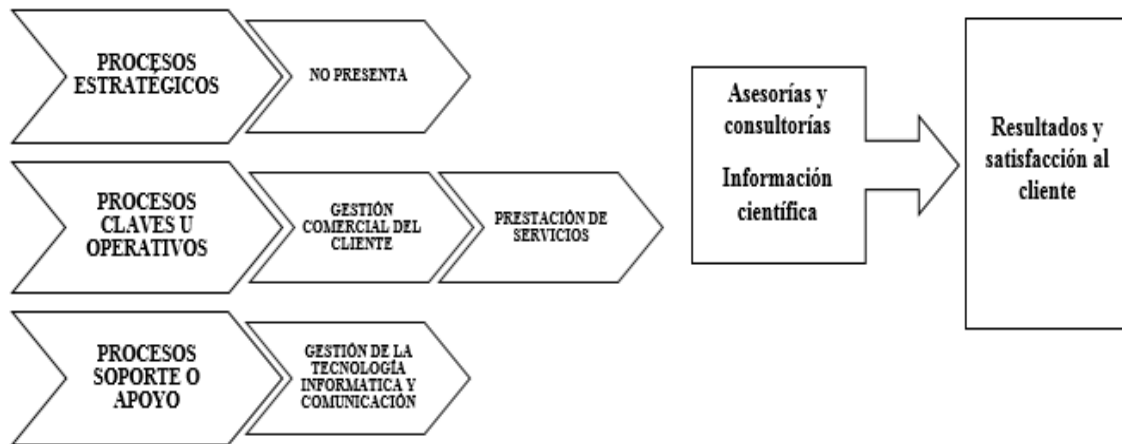 PROCESOS
ESTRATÉGICOS
NO PRESENTA
PROCESOS
CLAVES U
OPERATIVOS
GESTIÓN
COMERCIAL DEL
CLIENTE
PRESTACIÓN DE
SERVICIOS
PROCESOS
SOPORTE O
APOYO
GESTIÓN DE LA
TECNOLOGÍA
INFORMATICA Y
COMUNICACIÓN
Asesorías y
consultorías
Información
científica
Resultados y
satisfacción al
cliente